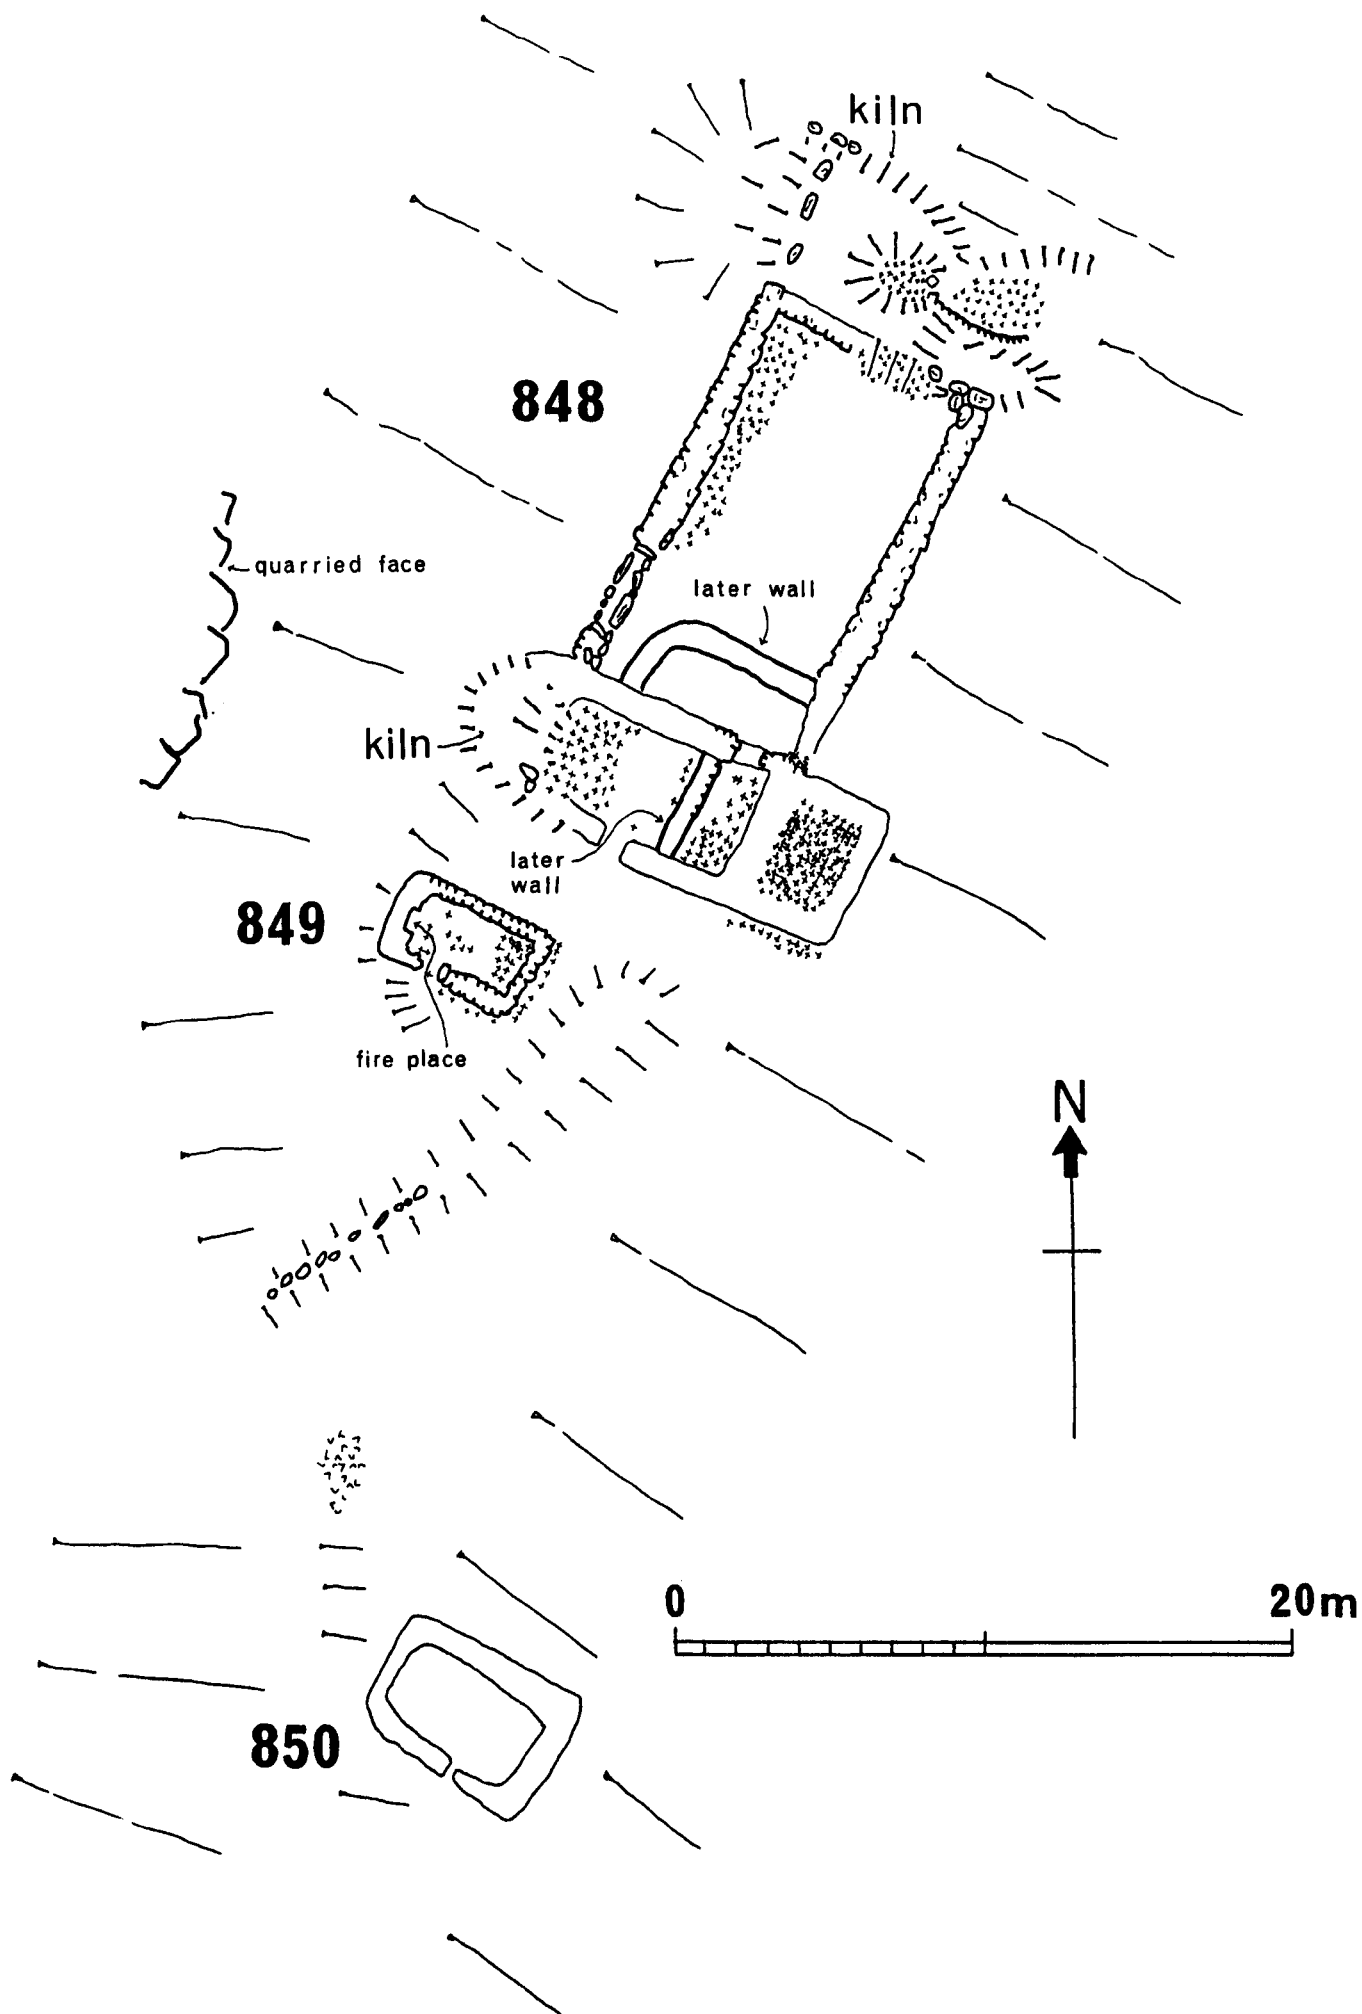 kiln
848
quarried face
later wall
kiln
later
wall
849
fire place
N
0
20m
850